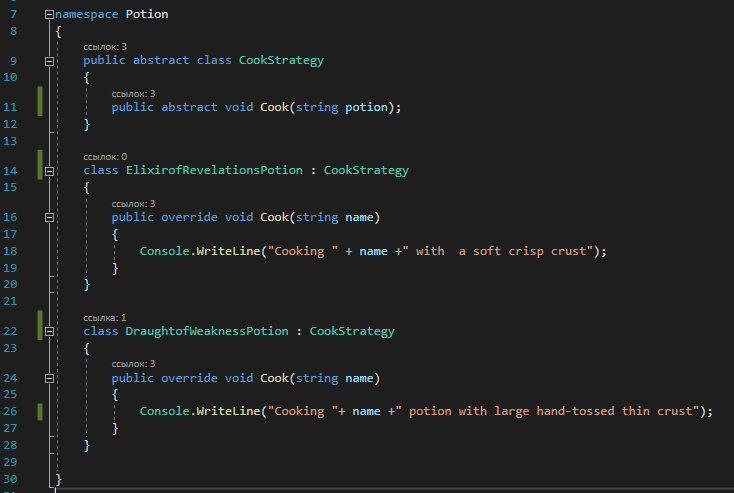 7 namespace Potion
8 {
ссылок: 3
9 public abstract class CookStrategy
10 {
ссылок: 3
11 public abstract void Cook(string potion);
12 }
13
ссылок: 0
14 class ElixirofRevelationsPotion : CookStrategy
15 {
ссылок: 3
16 public override void Cook(string name)
17 {
18 Console.WriteLine("Cooking " + name +" with  a soft crisp crust");
19 }
20 }
21
ссылка: 1
22 class DraughtofWeaknessPotion : CookStrategy
23 {
ссылок: 3
24 public override void Cook(string name)
25 {
26 Console.WriteLine("Cooking "+ name +" potion with large hand-tossed thin crust");
27 }
28 }
29
30 }